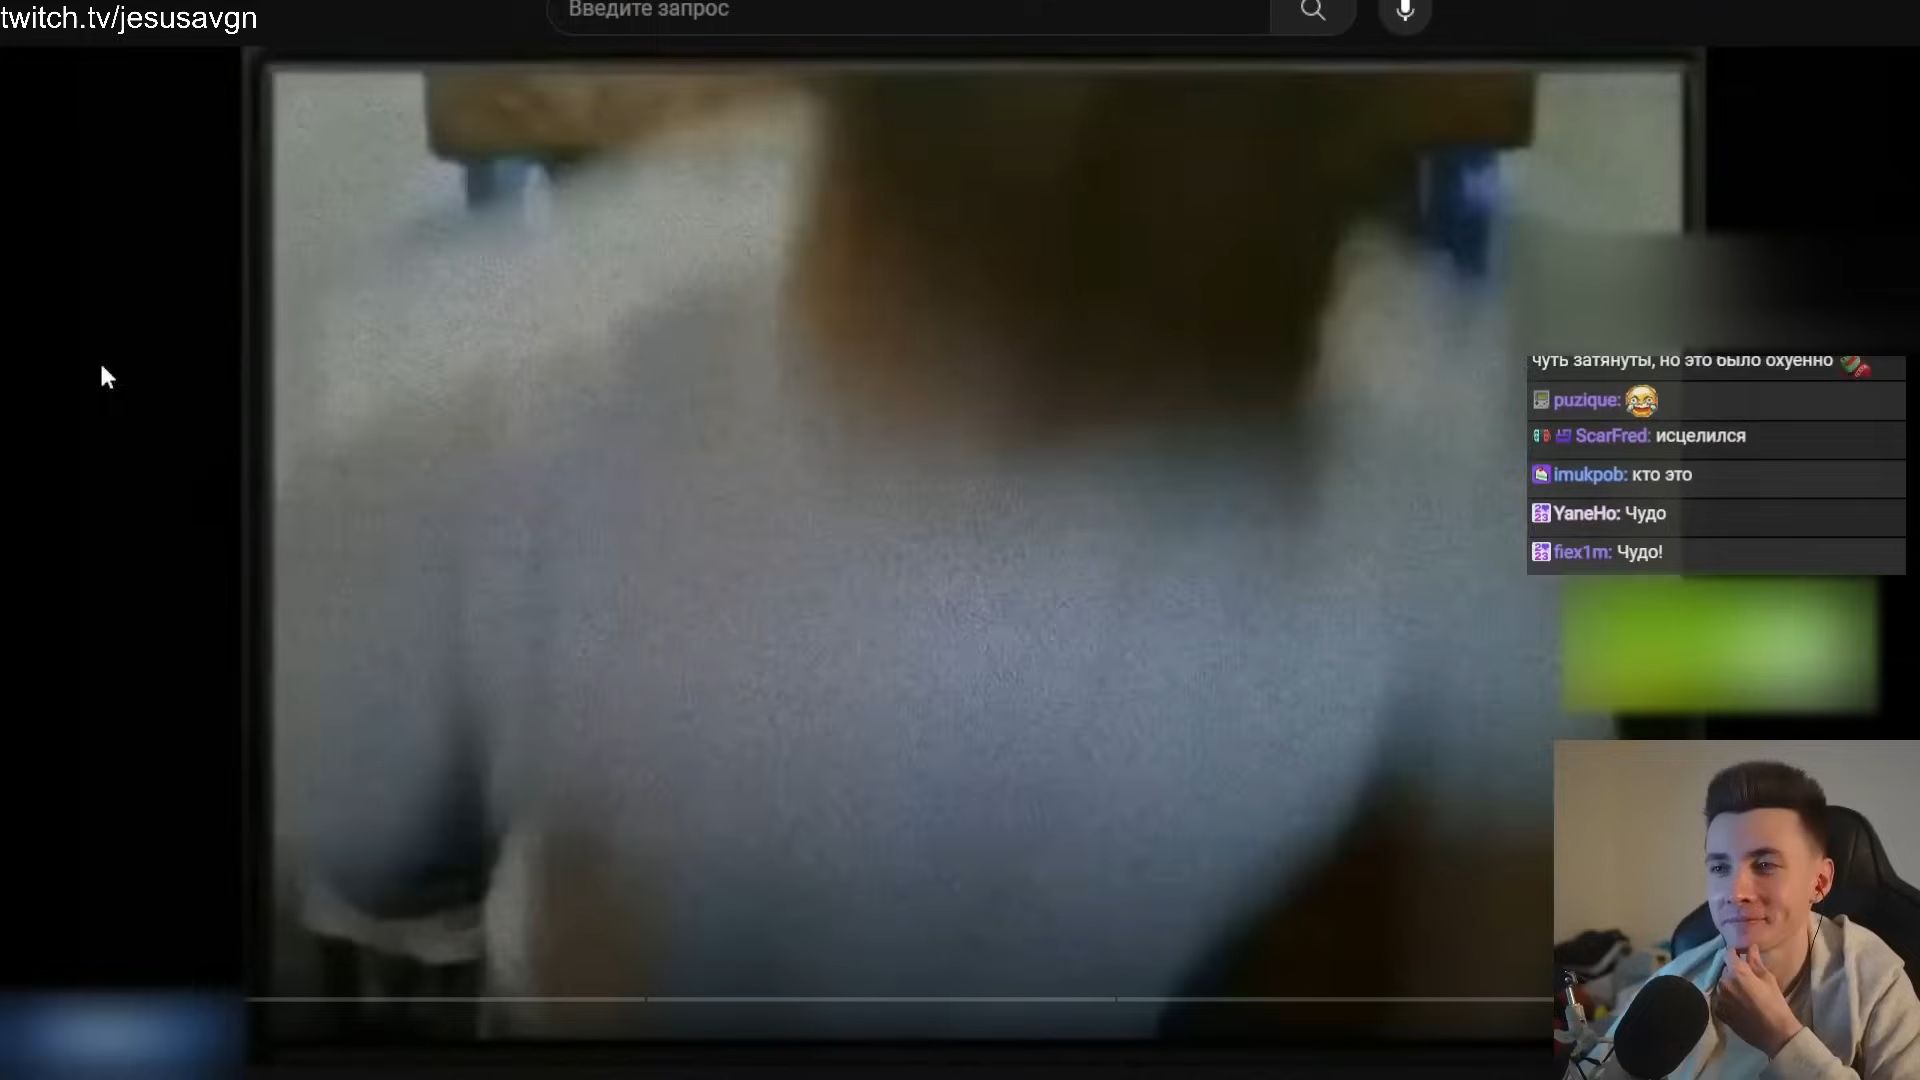 twitch.tv/jesusavgn
Введите запрос
чуть затянуты, но это было охуенно
puzique:
ScarFred: исцелился
imukpob: кто это
YaneHo: Чудо
fiex1m: Чудо!